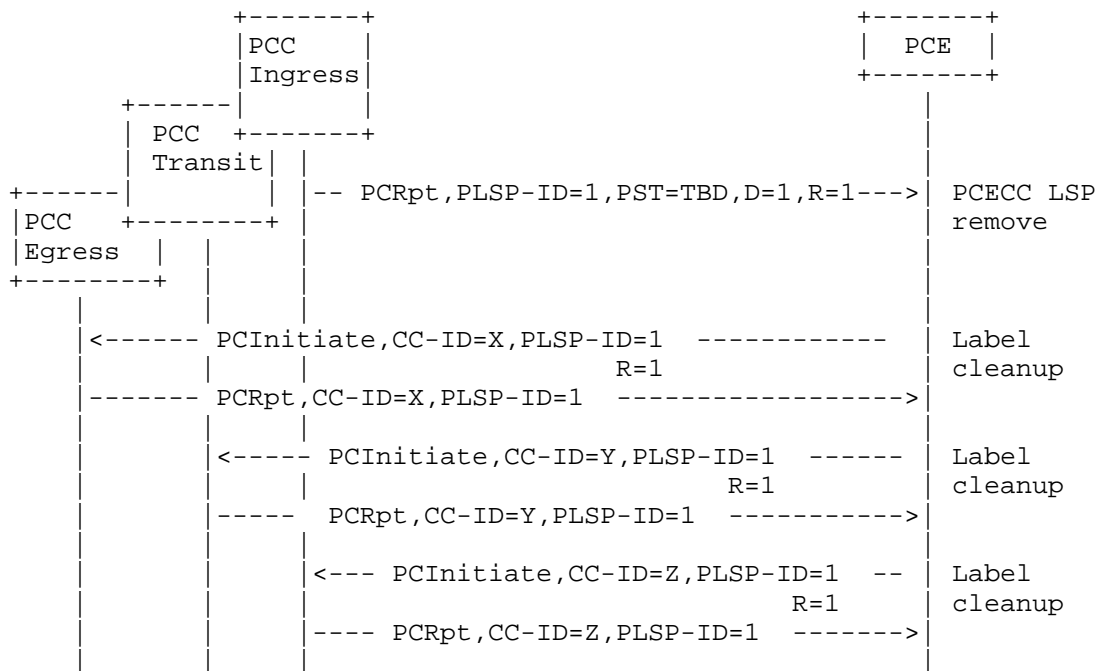 PCC PCE
Ingress
PCC
Transit
PCRpt,PLSP-ID=1,PST=TBD,D=1,R=1 PCECC LSP
PCC remove
Egress
PCInitiate,CC-ID=X,PLSP-ID=1 Label
R=1 cleanup
PCRpt,CC-ID=X,PLSP-ID=1
PCInitiate,CC-ID=Y,PLSP-ID=1 Label
R=1 cleanup
PCRpt,CC-ID=Y,PLSP-ID=1
PCInitiate,CC-ID=Z,PLSP-ID=1 Label
R=1 cleanup
PCRpt,CC-ID=Z,PLSP-ID=1